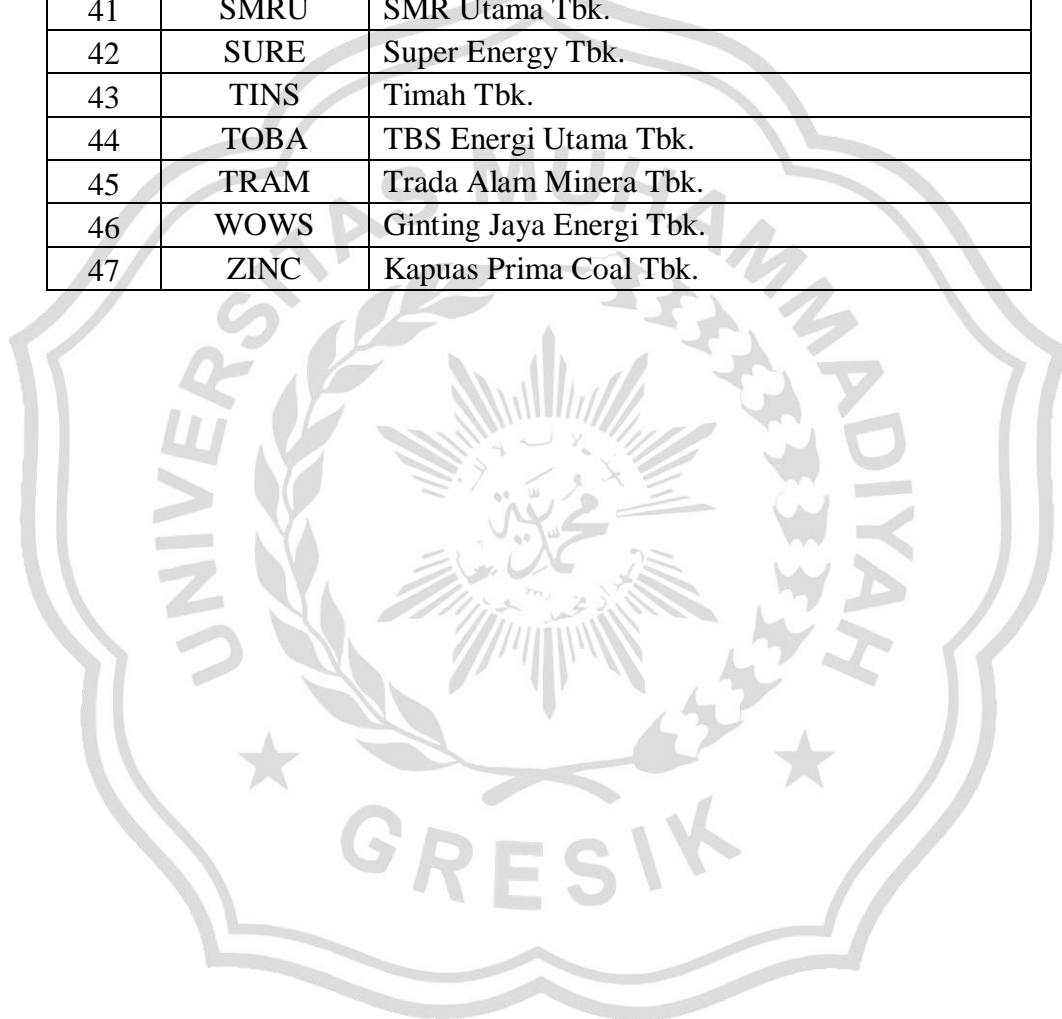 41 SMRU SMR Utama Tbk.
42 SURE Super Energy Tbk.
43 TINS Timah Tbk.
44 TOBA TBS Energi Utama Tbk.
45 TRAM Trada Alam Minera Tbk.
46 WOWS Ginting Jaya Energi Tbk.
47 ZINC Kapuas Prima Coal Tbk.
UNIVERSITAS MUHAMMADIYAH
GRESIK